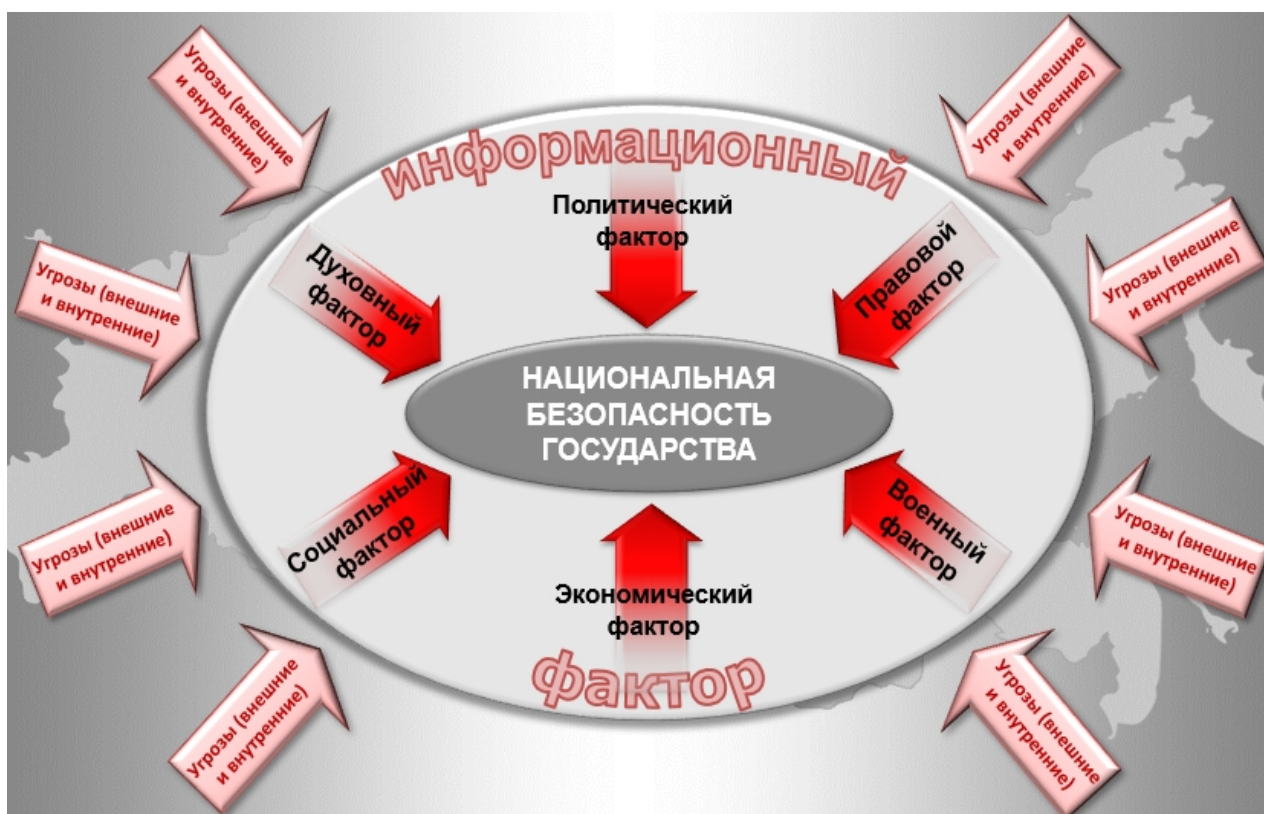 Угрозы (внешние
и внутренние)
Угрозы (внешние
и внутренние)
информационный
Политический
фактор
Духовный
фактор
Правовой
фактор
Угрозы (внешние
и внутренние)
Угрозы (внешние
и внутренние)
НАЦИОНАЛЬНАЯ
БЕЗОПАСНОСТЬ
ГОСУДАРСТВА
Социальный
фактор
Военный
фактор
Угрозы (внешние
и внутренние)
Угрозы (внешние
и внутренние)
Экономический
фактор
фактор
Угрозы (внешние
и внутренние)
Угрозы (внешние
и внутренние)